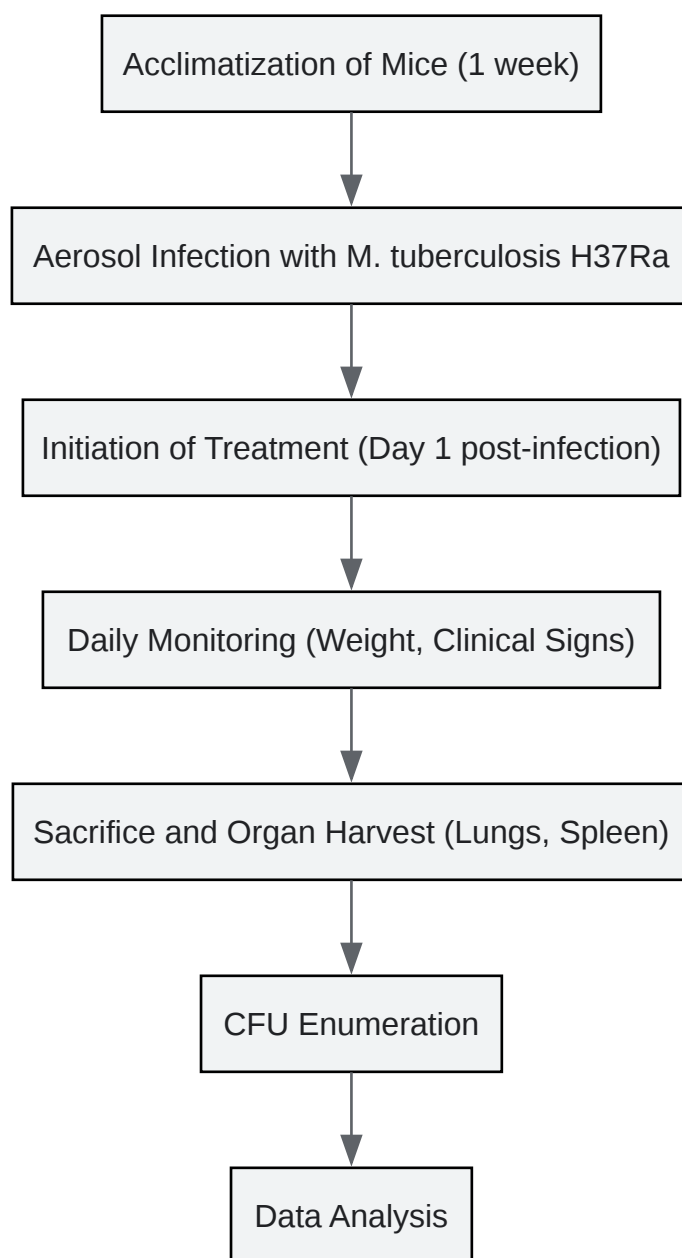 Acclimatization of Mice (1 week)
Aerosol Infection with M. tuberculosis H37Ra
Initiation of Treatment (Day 1 post-infection)
Daily Monitoring (Weight, Clinical Signs)
Sacrifice and Organ Harvest (Lungs, Spleen)
CFU Enumeration
Data Analysis